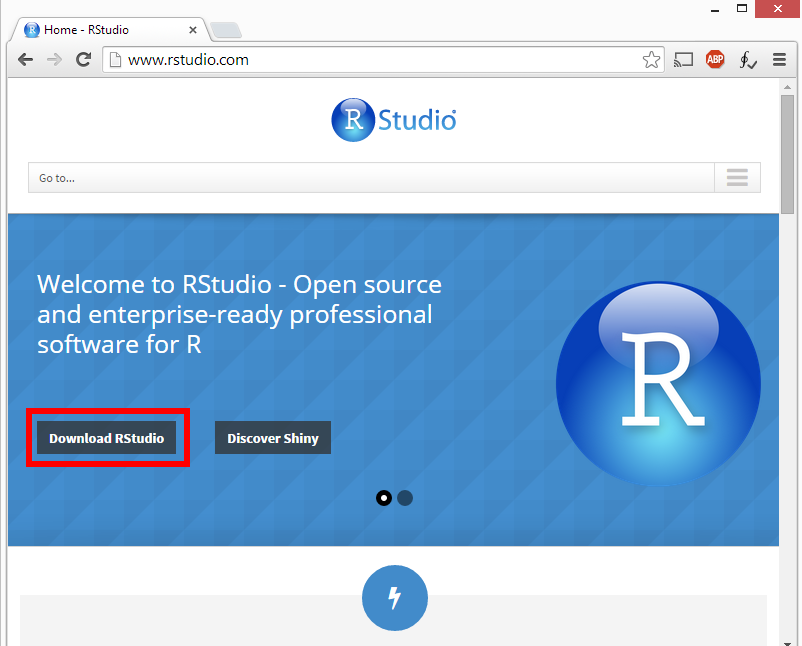 Home - RStudio
www.rstudio.com
ABP
R Studio®
Go to...
Welcome to RStudio - Open source
and enterprise-ready professional
software for R
R
Download RStudio
Discover Shiny